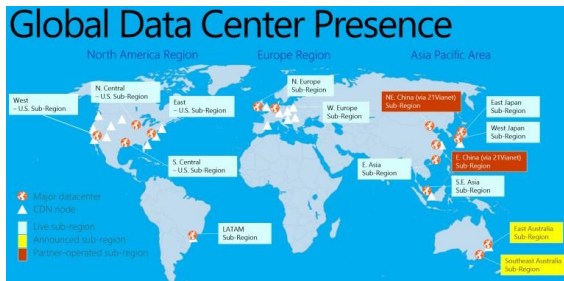 Global Data Center Presence
North America Region
Europe Region
Asia Pacific Area
N. Central
– U.S. Sub-Region
West
– U.S. Sub-Region
East
– U.S. Sub-Region
S. Central
– U.S. Sub-Region
N. Europe
Sub-Region
W. Europe
Sub-Region
NE. China (via 21Vianet)
Sub-Region
East Japan
Sub-Region
West Japan
Sub-Region
E. China (via 21Vianet)
Sub-Region
E. Asia
Sub-Region
S.E. Asia
Sub-Region
LATAM
Sub-Region
East Australia
Sub-Region
Southeast Australia
Sub-Region
Major datacenter
CDN node
Live sub-region
Announced sub-region
Partner-operated sub-region